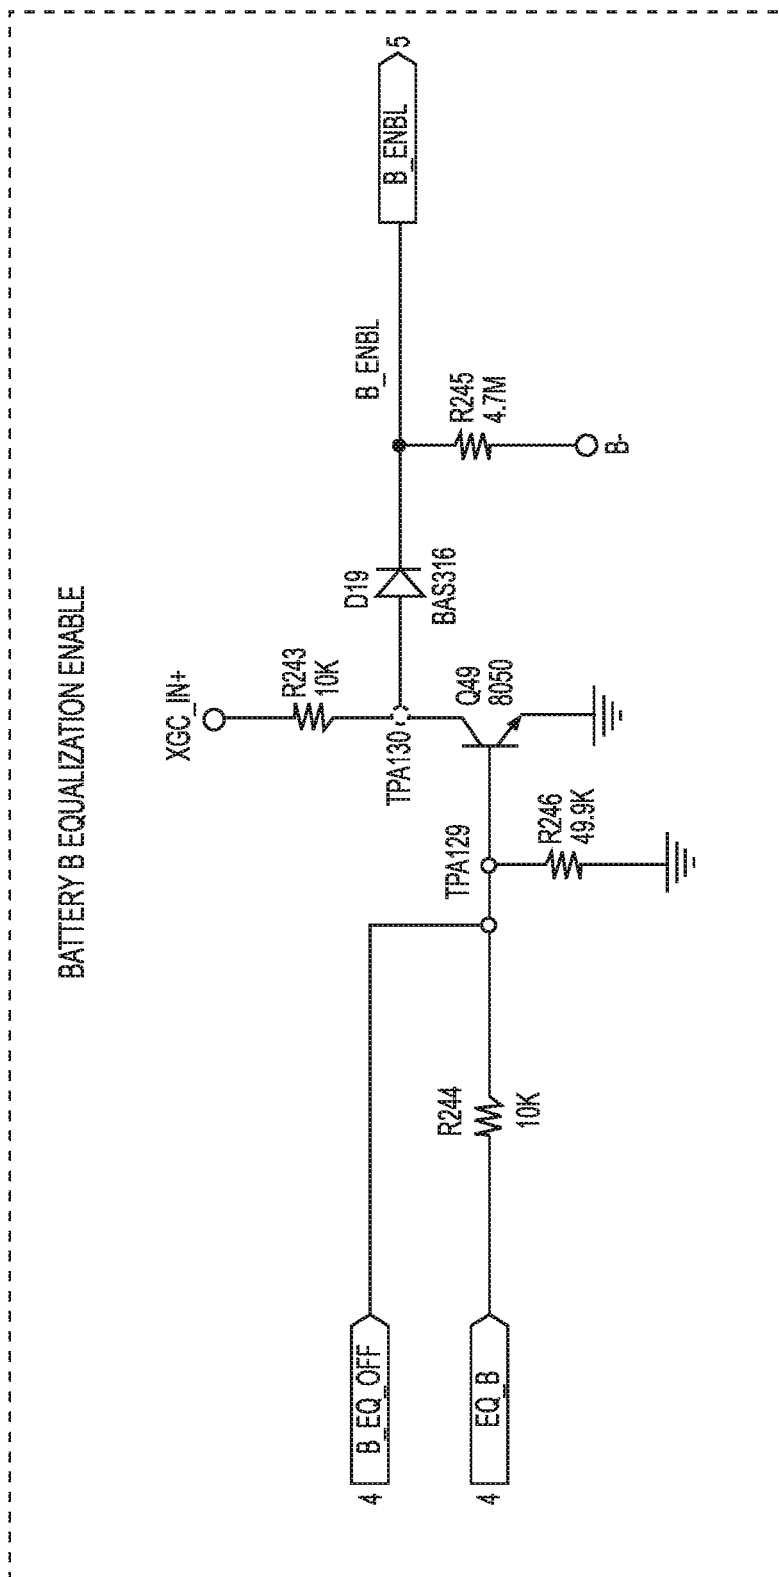 BATTERY B EQUALIZATION ENABLE
XGC_IN+
R243
10K
D19
BAS316
B_ENBL
B_ENBL
5
TPA130
Q49
8050
R245
4.7M
B-
4
B_EQ_OFF
TPA129
R246
49.9K
4
EQ_B
R244
10K